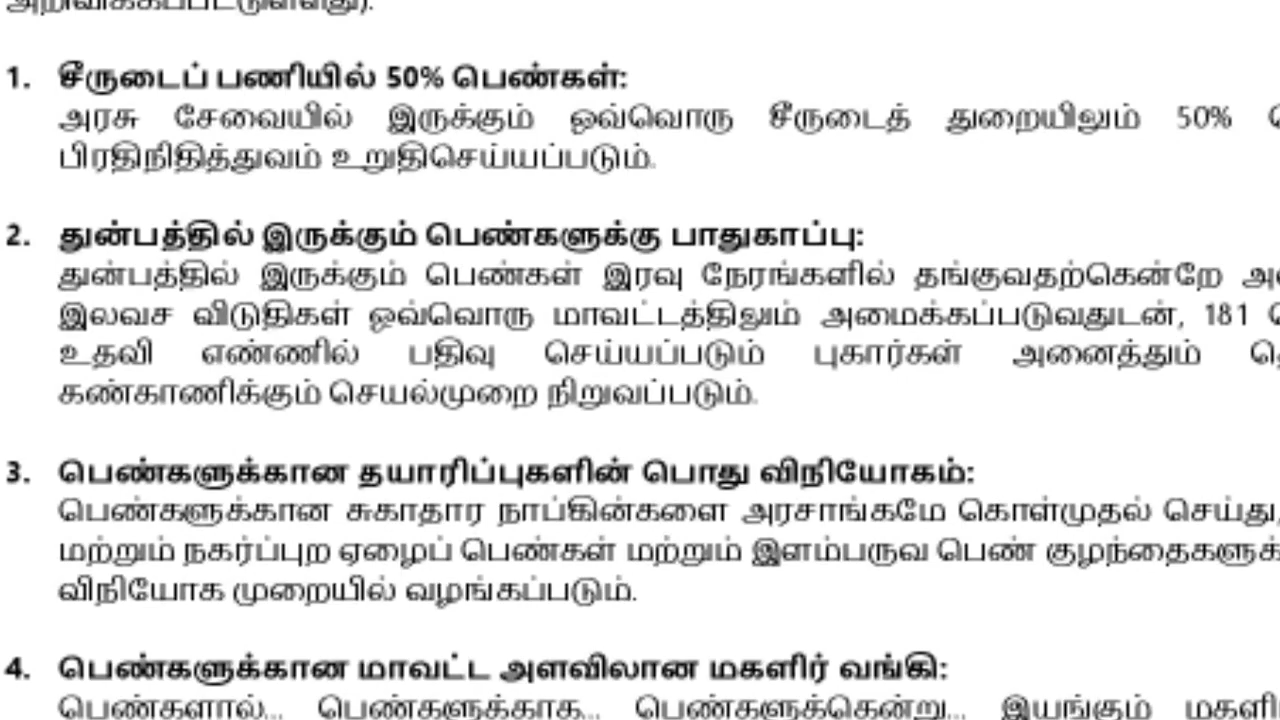 அறிவிக்கப்பட்டுள்ளது).
1. சீருடைப் பணியில் 50% பெண்கள்:
அரசு சேவையில் இருக்கும் ஒவ்வொரு சீருடைத் துறையிலும் 50%
பிரதிநிதித்துவம் உறுதிசெய்யப்படும்.
2. துன்பத்தில் இருக்கும் பெண்களுக்கு பாதுகாப்பு:
துன்பத்தில் இருக்கும் பெண்கள் இரவு நேரங்களில் தங்குவதற்கென்றே
இலவச விடுதிகள் ஒவ்வொரு மாவட்டத்திலும் அமைக்கப்படுவதுடன், 181
உதவி எண்ணில் பதிவு செய்யப்படும் புகார்கள் அனைத்தும்
கண்காணிக்கும் செயல்முறை நிறுவப்படும்.
3. பெண்களுக்கான தயாரிப்புகளின் பொது விநியோகம்:
பெண்களுக்கான சுகாதார நாப்கின்களை அரசாங்கமே கொள்முதல் செய்து,
மற்றும் நகர்ப்புற ஏழைப் பெண்கள் மற்றும் இளம்பருவ பெண்
விநியோக முறையில் வழங்கப்படும்.
4. பெண்களுக்கான மாவட்ட அளவிலான மகளிர் வங்கி:
பெண்களால்... பெண்களுக்காக... பெண்களுக்கென்று... இயங்கும்